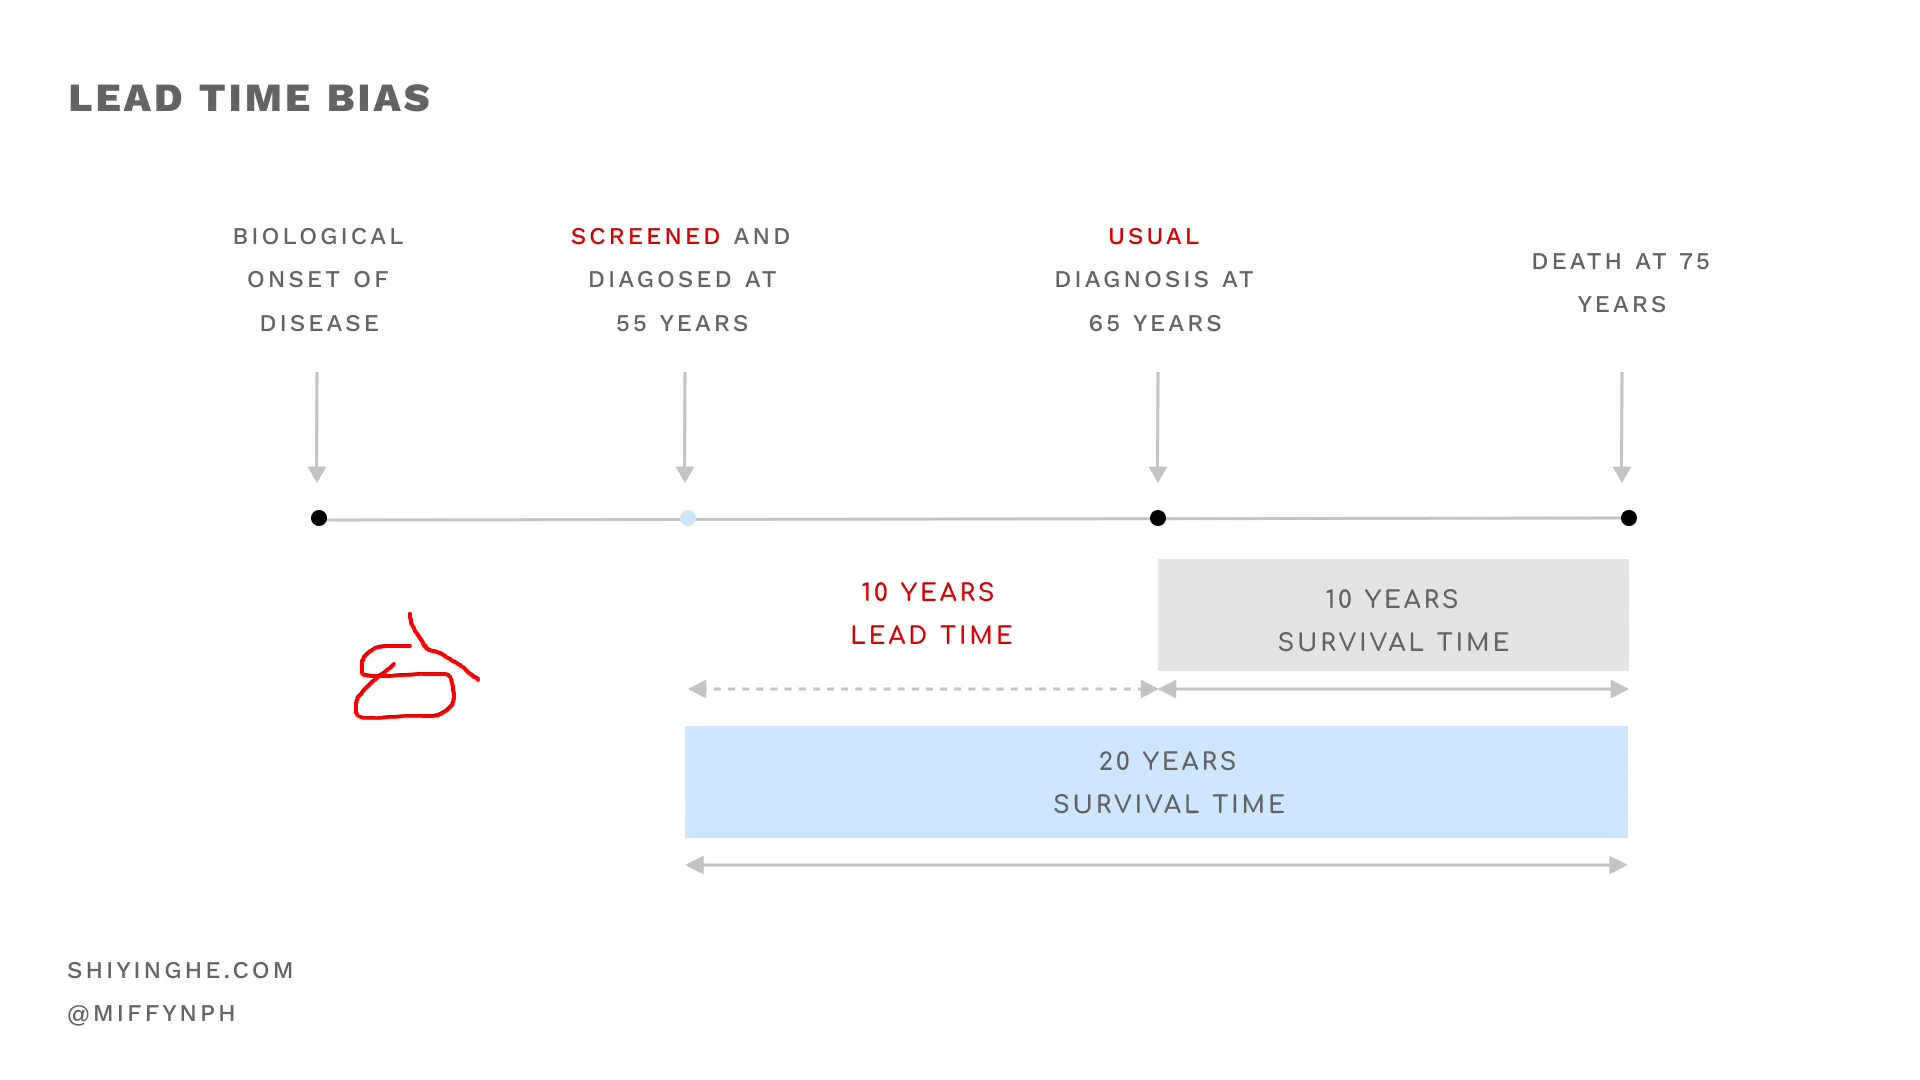 LEAD TIME BIAS
BIOLOGICAL
ONSET OF
DISEASE
SCREENED AND
DIAGOSED AT
55 YEARS
USUAL
DIAGNOSIS AT
65 YEARS
DEATH AT 75
YEARS
10 YEARS
LEAD TIME
10 YEARS
SURVIVAL TIME
20 YEARS
SURVIVAL TIME
SHIYINGHE.COM
@MIFFYNPH